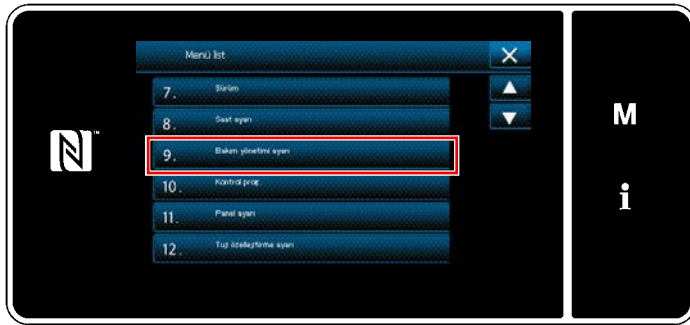 Menü list
7. Sürüm
8. Saat ayarı
9. Bakım yönetimi ayarı
10. Kontrol prog.
11. Panel ayarı
12. Tuş özelleştirme ayarı
N
M
i